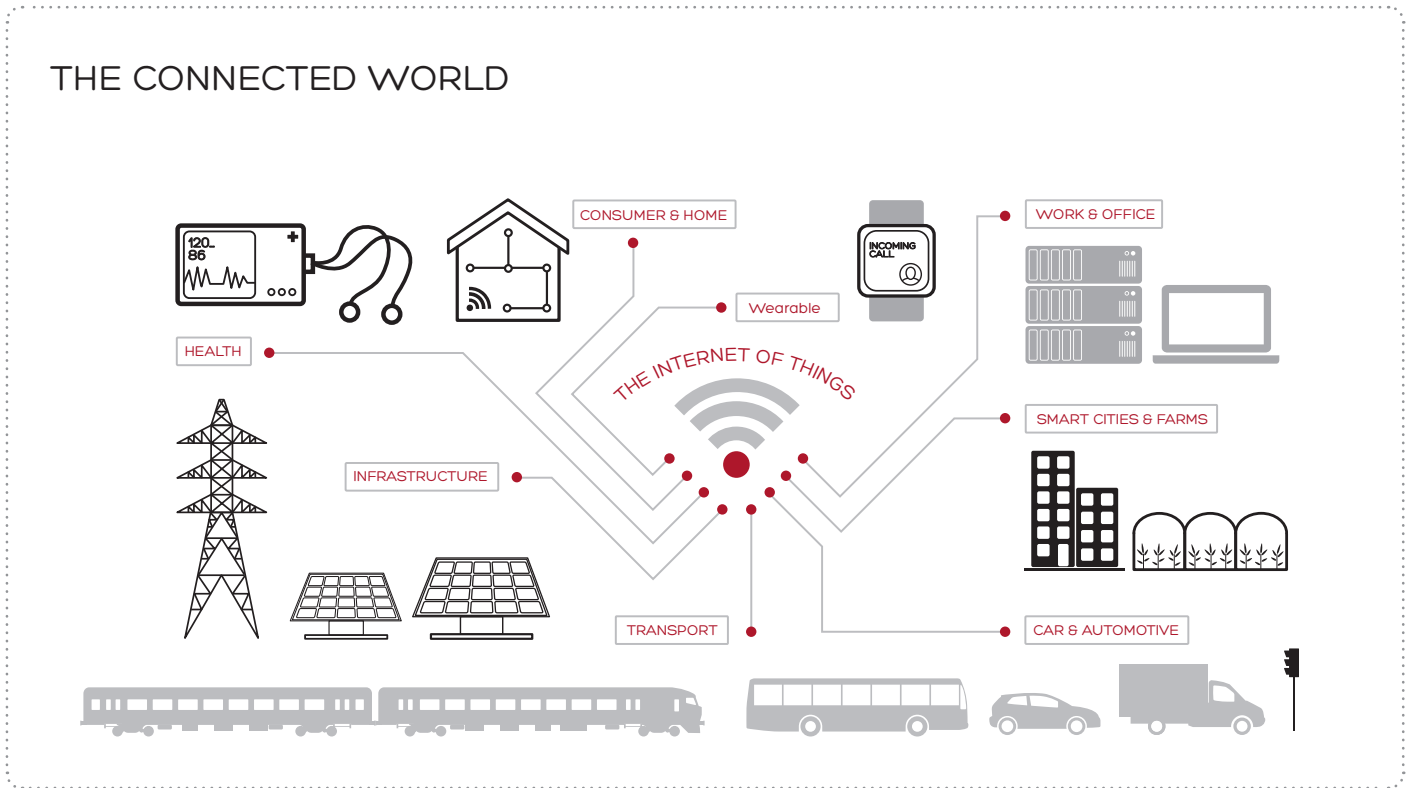 THE CONNECTED WORLD
CONSUMER & HOME
WORK & OFFICE
120_
86
INCOMING
CALL
Wearable
HEALTH
THE INTERNET OF THINGS
SMART CITIES & FARMS
INFRASTRUCTURE
TRANSPORT
CAR & AUTOMOTIVE